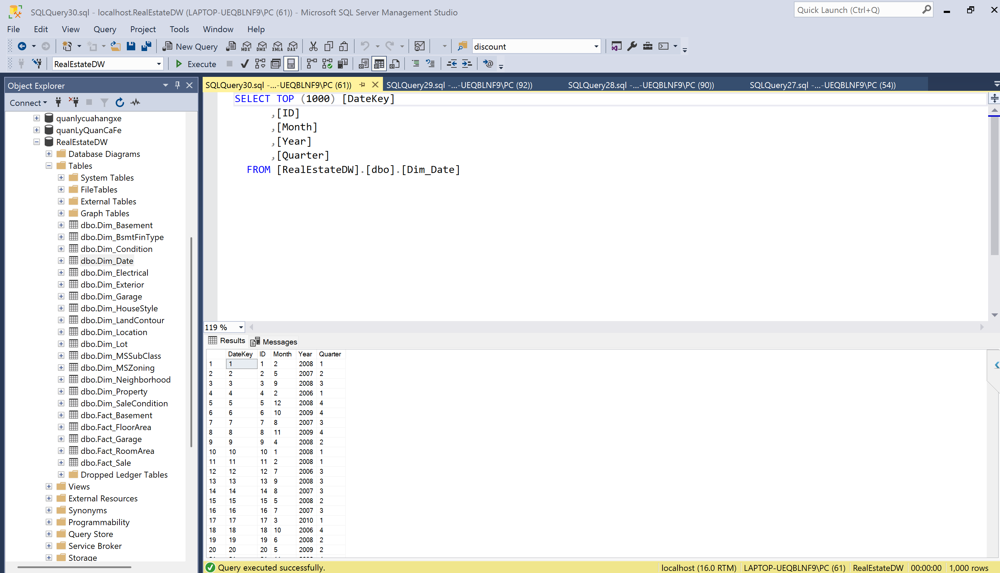 SQLQuery30.sql - localhost.RealEstateDW (LAPTOP-UEQBLNF9\PC (61)) - Microsoft SQL Server Management Studio
Quick Launch (Ctrl+Q)
File Edit View Query Project Tools Window Help
New Query MDX DMX XMLA DAX discount
RealEstateDW Execute
Object Explorer
Connect
quanlycuahangxe
quanLyQuanCaFe
RealEstateDW
Database Diagrams
Tables
System Tables
FileTables
External Tables
Graph Tables
dbo.Dim_Basement
dbo.Dim_BsmtFinType
dbo.Dim_Condition
dbo.Dim_Date
dbo.Dim_Electrical
dbo.Dim_Exterior
dbo.Dim_Garage
dbo.Dim_HouseStyle
dbo.Dim_LandContour
dbo.Dim_Location
dbo.Dim_Lot
dbo.Dim_MSSubClass
dbo.Dim_MSZoning
dbo.Dim_Neighborhood
dbo.Dim_Property
dbo.Dim_SaleCondition
dbo.Fact_Basement
dbo.Fact_FloorArea
dbo.Fact_Garage
dbo.Fact_RoomArea
dbo.Fact_Sale
Dropped Ledger Tables
Views
External Resources
Synonyms
Programmability
Query Store
Service Broker
Storage
SQLQuery30.sql -...-UEQBLNF9\PC (61)) SQLQuery29.sql -...-UEQBLNF9\PC (92)) SQLQuery28.sql -...-UEQBLNF9\PC (90)) SQLQuery27.sql -...-UEQBLNF9\PC (54))
SELECT TOP (1000) [DateKey]
,[ID]
,[Month]
,[Year]
,[Quarter]
FROM [RealEstateDW].[dbo].[Dim_Date]
119 %
Results Messages
DateKey ID Month Year Quarter
1 1 1 2 2008 1
2 2 2 5 2007 2
3 3 3 9 2008 3
4 4 4 2 2006 1
5 5 5 12 2008 4
6 6 6 10 2009 4
7 7 7 8 2007 3
8 8 8 11 2009 4
9 9 9 4 2008 2
10 10 10 1 2008 1
11 11 11 2 2008 1
12 12 12 7 2006 3
13 13 13 9 2008 3
14 14 14 8 2007 3
15 15 15 5 2008 2
16 16 16 7 2007 3
17 17 17 3 2010 1
18 18 18 10 2006 4
19 19 19 6 2008 2
20 20 20 5 2009 2
Query executed successfully.
localhost (16.0 RTM) LAPTOP-UEQBLNF9\PC (61) RealEstateDW 00:00:00 1,000 rows